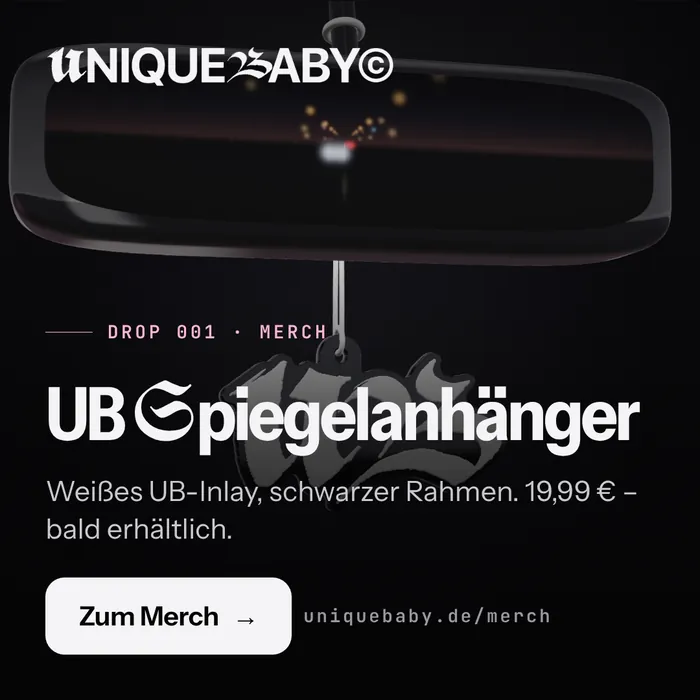 UNIQUEBABY©
DROP 001 · MERCH
UB Spiegelanhänger
Weißes UB-Inlay, schwarzer Rahmen. 19,99 € –
bald erhältlich.
Zum Merch →
uniquebaby.de/merch
UB